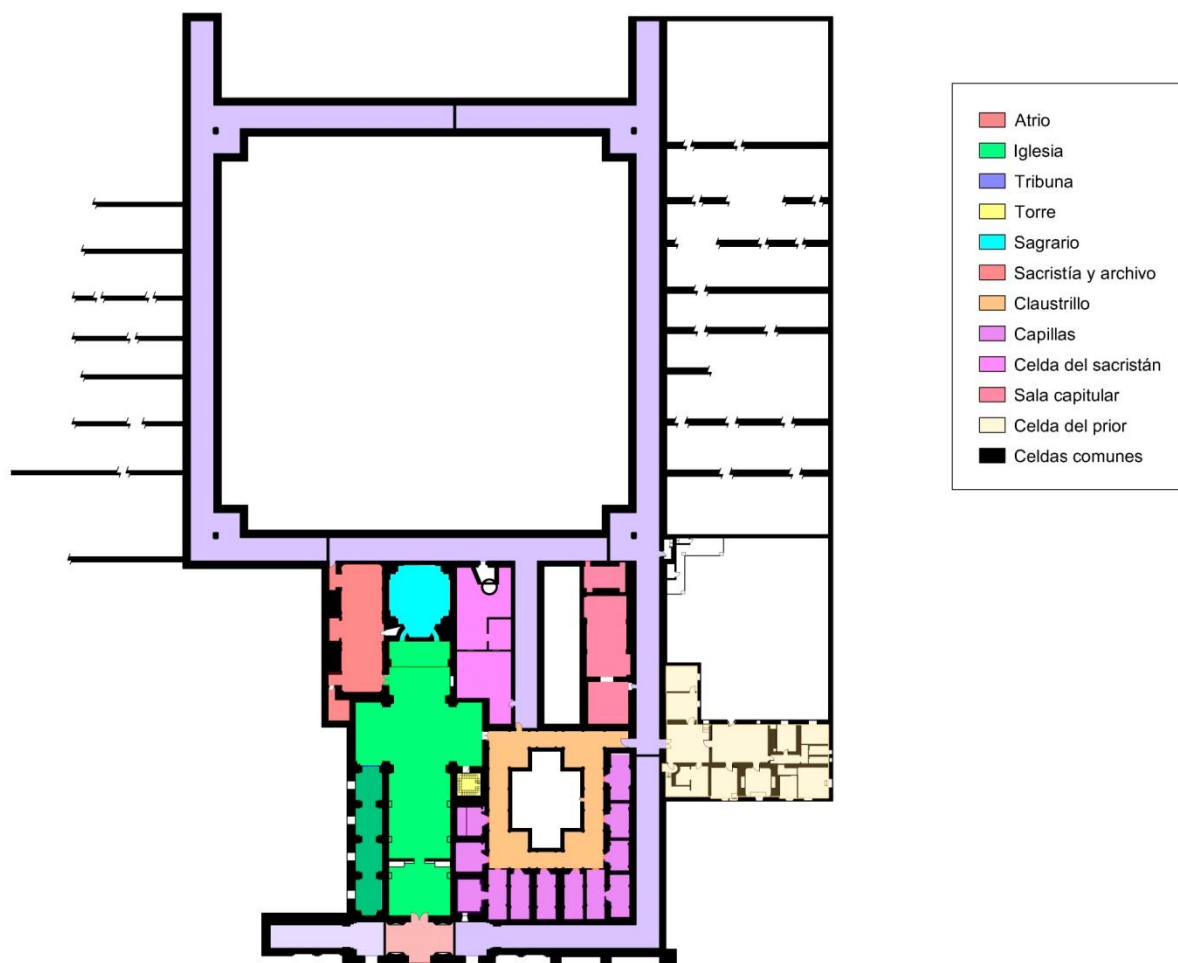 Atrio
Iglesia
Tribuna
Torre
Sagrario
Sacristía y archivo
Claustrillo
Capillas
Celda del sacristán
Sala capitular
Celda del prior
Celdas comunes